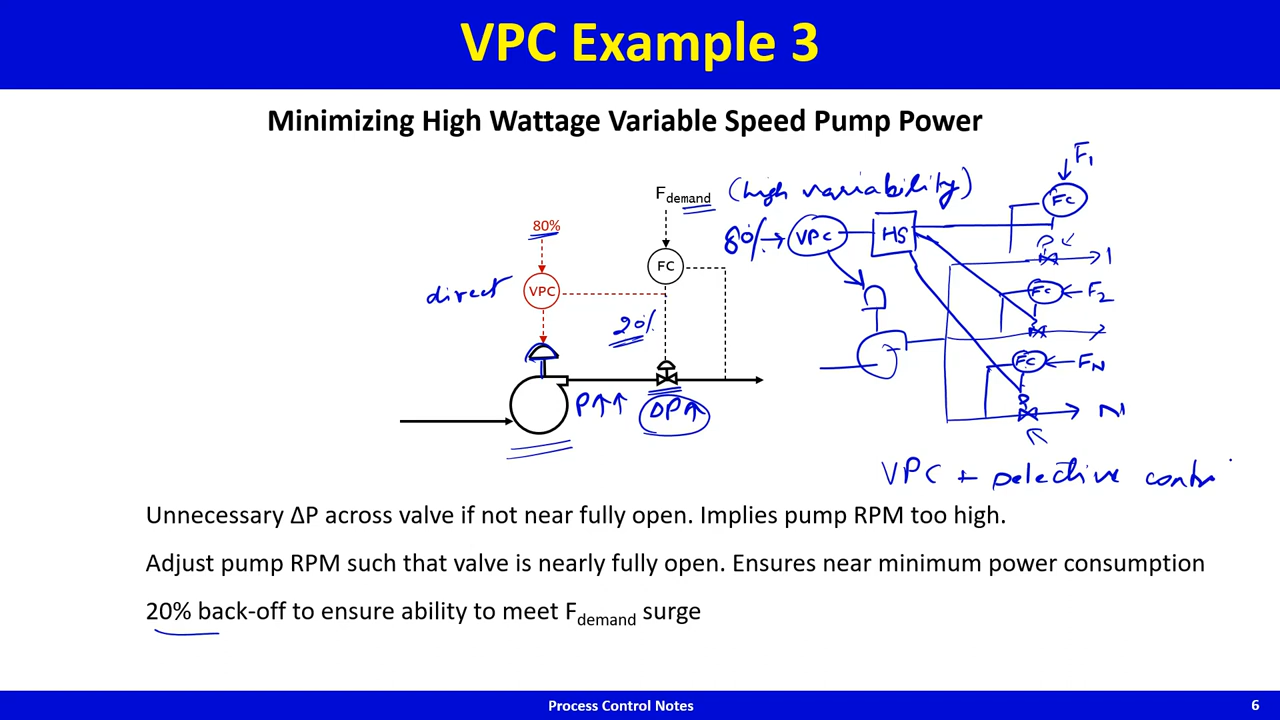 VPC Example 3
Minimizing High Wattage Variable Speed Pump Power
F1
Fdemand (high variability)
FC
80%
80% → VPC HS
FC
1
direct VPC
FC F2
20%
FC FN
P↑↑ DP↑
N
VPC + selective contr
Unnecessary ΔP across valve if not near fully open. Implies pump RPM too high.
Adjust pump RPM such that valve is nearly fully open. Ensures near minimum power consumption
20% back-off to ensure ability to meet Fdemand surge
Process Control Notes 6